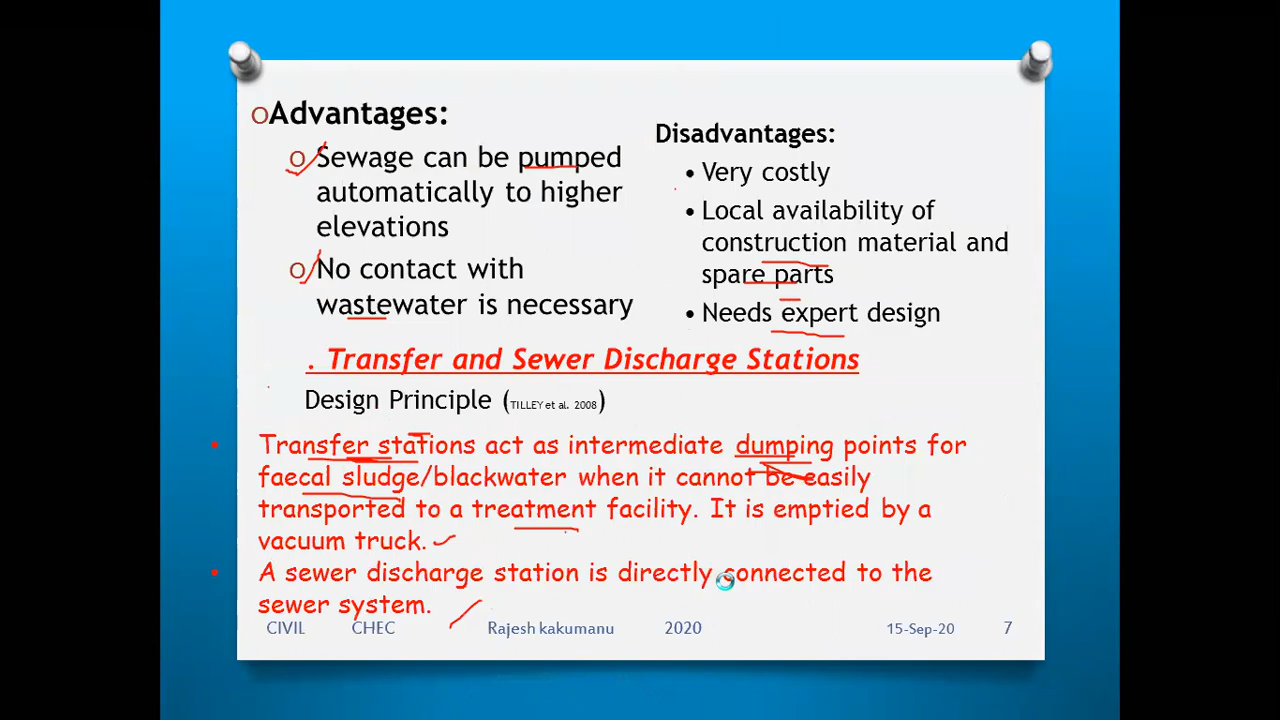 Advantages:
Sewage can be pumped
automatically to higher
elevations
No contact with
wastewater is necessary
Disadvantages:
• Very costly
• Local availability of
construction material and
spare parts
• Needs expert design
. Transfer and Sewer Discharge Stations
Design Principle (TILLEY et al. 2008)
• Transfer stations act as intermediate dumping points for
faecal sludge/blackwater when it cannot be easily
transported to a treatment facility. It is emptied by a
vacuum truck.
• A sewer discharge station is directly connected to the
sewer system.
CIVIL CHEC Rajesh kakumanu 2020 15-Sep-20 7